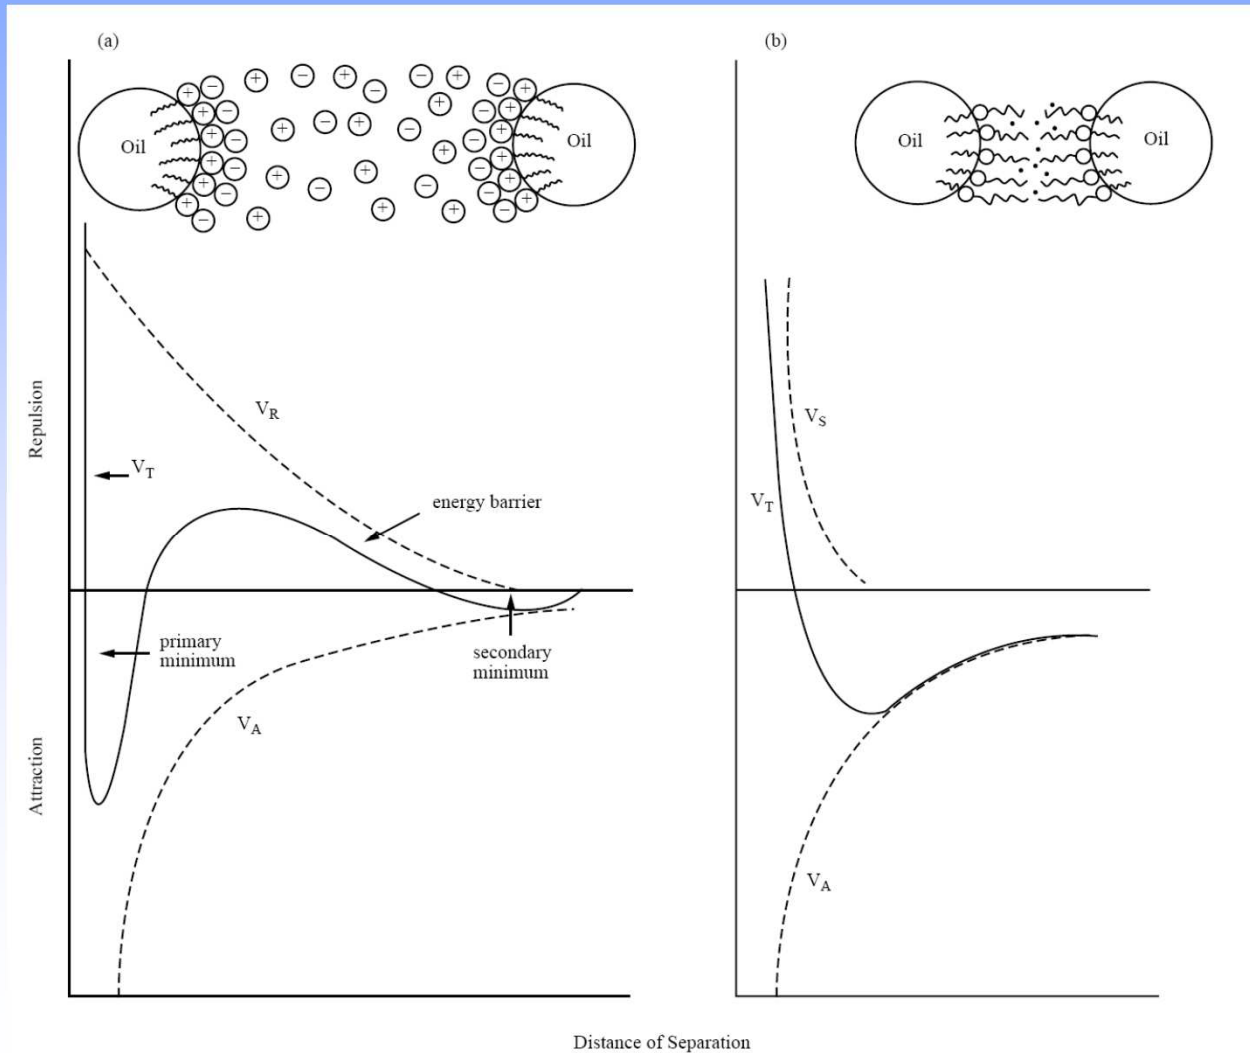 (a)
(b)
Oil
Oil
Oil
Oil
+ − + − + − − + − +
Repulsion
V_R
V_T
energy barrier
V_S
V_T
primary
minimum
secondary
minimum
V_A
Attraction
V_A
Distance of Separation